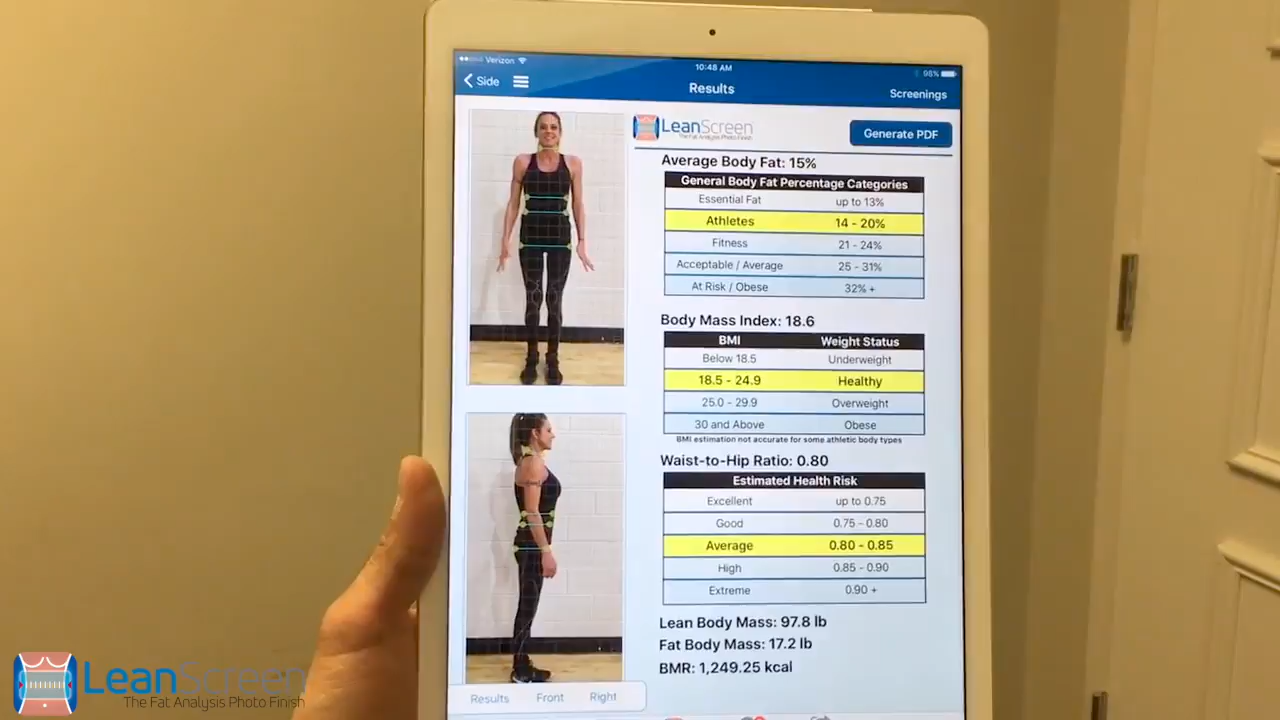 Verizon
10:48 AM
98%
Side
Results
Screenings
LeanScreen
The Fat Analysis Photo Finish
Generate PDF
Average Body Fat: 15%
General Body Fat Percentage Categories
Essential Fat up to 13%
Athletes 14 - 20%
Fitness 21 - 24%
Acceptable / Average 25 - 31%
At Risk / Obese 32% +
Body Mass Index: 18.6
BMI Weight Status
Below 18.5 Underweight
18.5 - 24.9 Healthy
25.0 - 29.9 Overweight
30 and Above Obese
BMI estimation not accurate for some athletic body types
Waist-to-Hip Ratio: 0.80
Estimated Health Risk
Excellent up to 0.75
Good 0.75 - 0.80
Average 0.80 - 0.85
High 0.85 - 0.90
Extreme 0.90 +
Lean Body Mass: 97.8 lb
Fat Body Mass: 17.2 lb
BMR: 1,249.25 kcal
Results Front Right
LeanScreen
The Fat Analysis Photo Finish